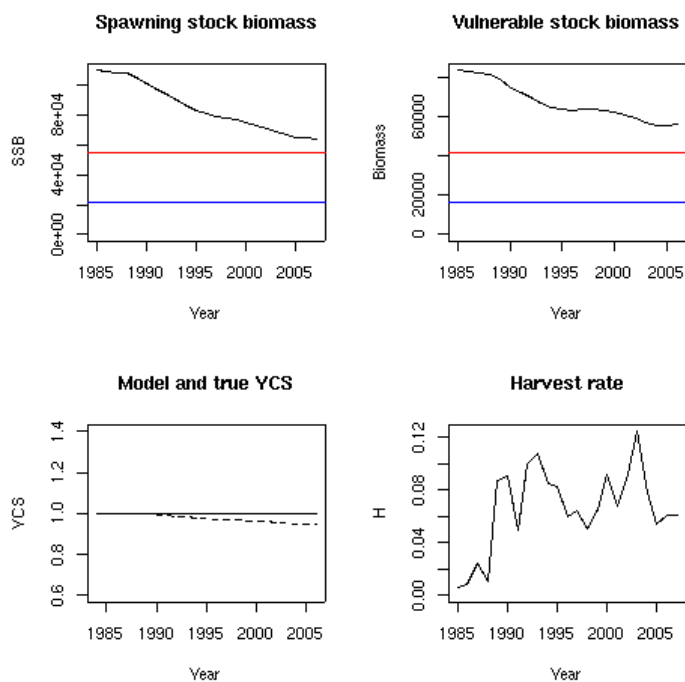 Spawning stock biomass
SSB
0e+00 4e+04 8e+04
1985 1990 1995 2000 2005
Year
Vulnerable stock biomass
Biomass
0 20000 60000
1985 1990 1995 2000 2005
Year
Model and true YCS
YCS
0.6 0.8 1.0 1.2 1.4
1985 1990 1995 2000 2005
Year
Harvest rate
H
0.00 0.04 0.08 0.12
1985 1990 1995 2000 2005
Year